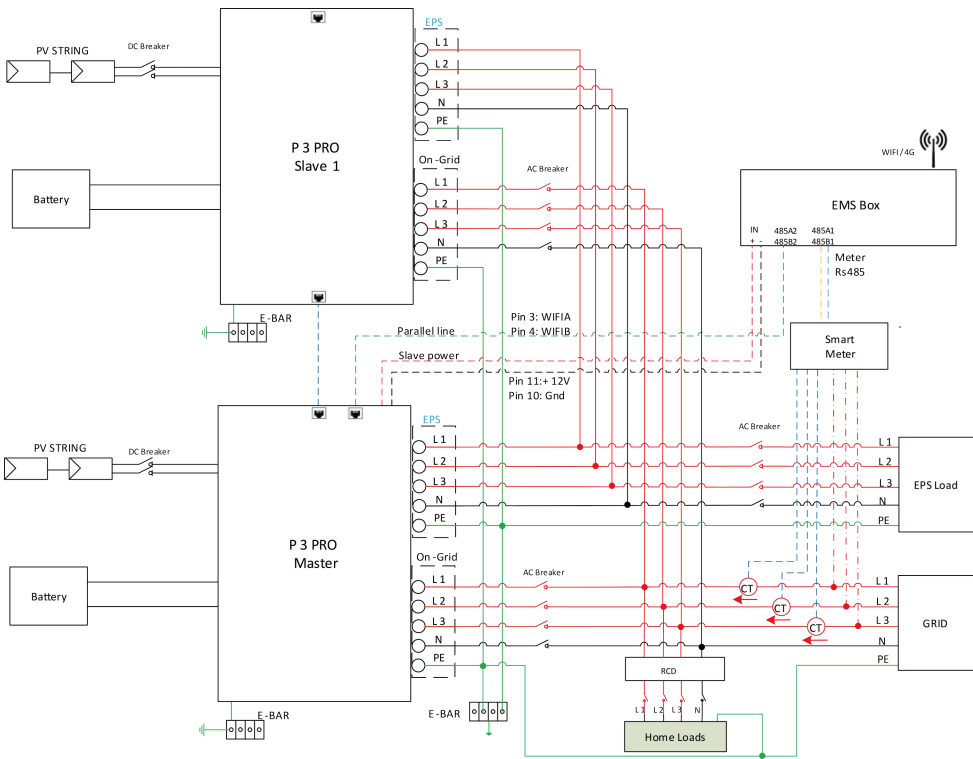 EPS
PV STRING
DC Breaker
L 1
L 2
L 3
N
PE
P 3 PRO
Slave 1
Battery
On -Grid
AC Breaker
L 1
L 2
L 3
N
PE
WIFI / 4G
EMS Box
IN
+ -
485A2
485B2
485A1
485B1
Meter
Rs485
E-BAR
Pin 3: WIFIA
Parallel line
Pin 4: WIFIB
Slave power
Pin 11:+ 12V
Pin 10: Gnd
Smart
Meter
EPS
PV STRING
DC Breaker
L 1
L 2
L 3
N
PE
AC Breaker
L 1
L 2
L 3
N
PE
EPS Load
P 3 PRO
Master
Battery
On -Grid
AC Breaker
L 1
L 2
L 3
N
PE
CT
CT
CT
L 1
L 2
L 3
N
PE
GRID
RCD
L 1
L 2
L 3
N
Home Loads
E-BAR
E-BAR